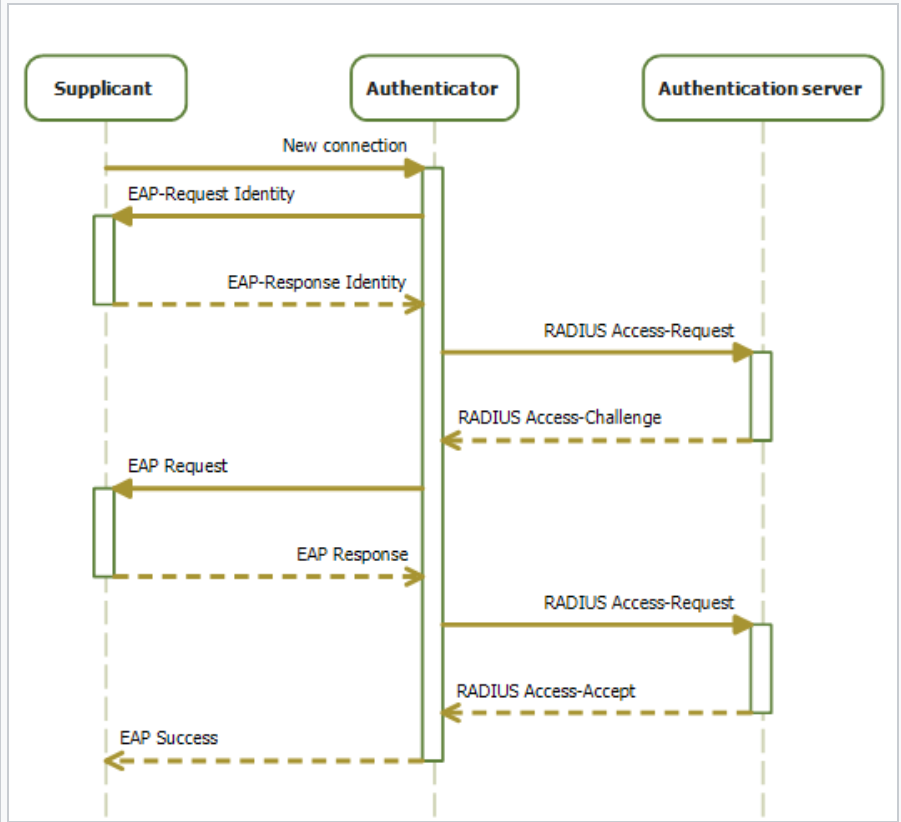 Supplicant
Authenticator
Authentication server
New connection
EAP-Request Identity
EAP-Response Identity
RADIUS Access-Request
RADIUS Access-Challenge
EAP Request
EAP Response
RADIUS Access-Request
RADIUS Access-Accept
EAP Success